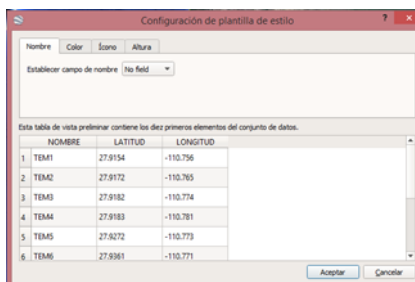 Configuración de plantilla de estilo
Nombre Color Ícono Altura
Establecer campo de nombre No field
Esta tabla de vista preliminar contiene los diez primeros elementos del conjunto de datos.
NOMBRE LATITUD LONGITUD
1 TEM1 27.9154 -110.756
2 TEM2 27.9172 -110.765
3 TEM3 27.9182 -110.774
4 TEM4 27.9183 -110.781
5 TEM5 27.9272 -110.773
6 TEM6 27.9361 -110.771
Aceptar Cancelar